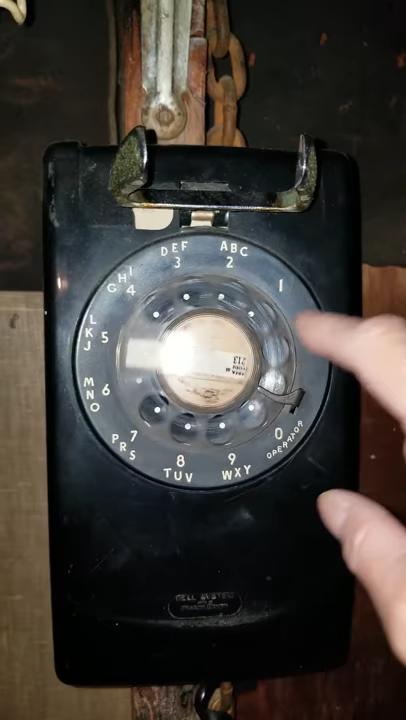 ABC
2
DEF
3
1
GHI
4
JKL
5
MNO
6
PRS
7
TUV
8
WXY
9
OPERATOR
0
213
BELL SYSTEM